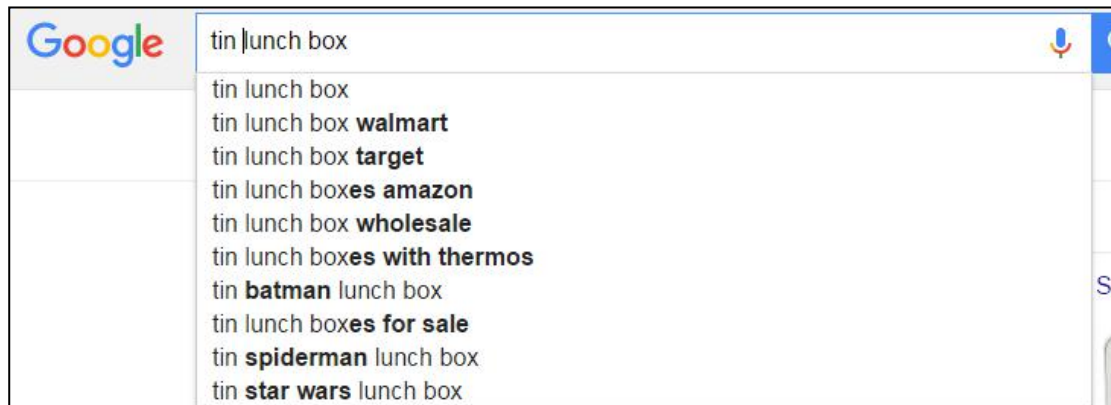 Google
tin lunch box
tin lunch box
tin lunch box walmart
tin lunch box target
tin lunch boxes amazon
tin lunch box wholesale
tin lunch boxes with thermos
tin batman lunch box
tin lunch boxes for sale
tin spiderman lunch box
tin star wars lunch box
S